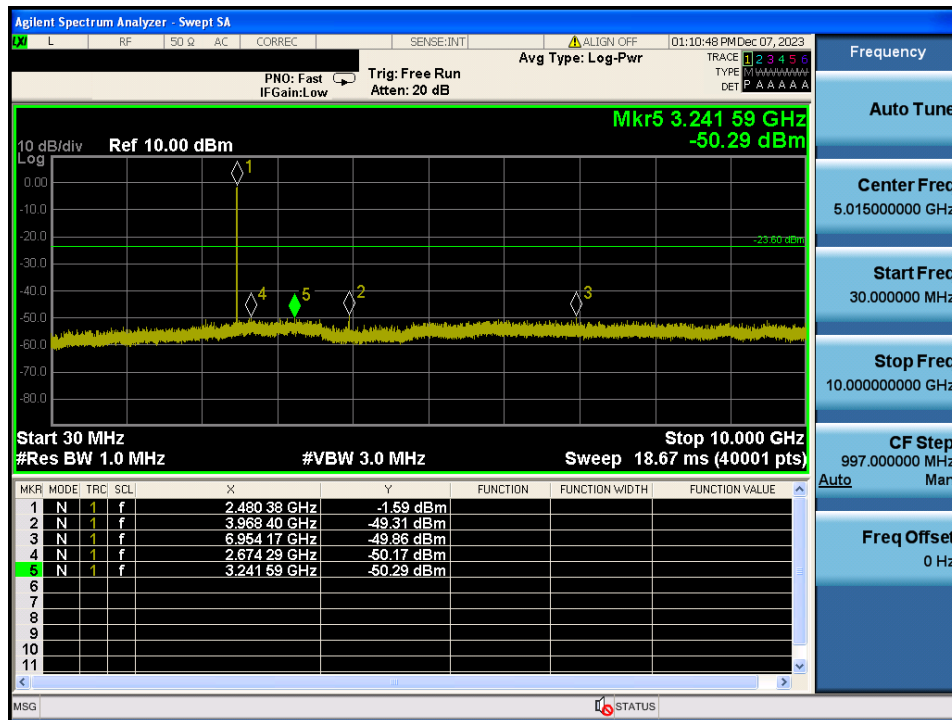 Agilent Spectrum Analyzer - Swept SA
LXI L RF 50 Ω AC CORREC SENSE:INT ALIGN OFF 01:10:48 PM Dec 07, 2023
PNO: Fast
IFGain:Low
Trig: Free Run
Atten: 20 dB
Avg Type: Log-Pwr
TRACE 1 2 3 4 5 6
TYPE M
DET P A A A A A
Mkr5 3.241 59 GHz
-50.29 dBm
10 dB/div Ref 10.00 dBm
Log
0.00
-10.0
-20.0
-30.0
-40.0
-50.0
-60.0
-70.0
-80.0
-23.60 dBm
1
4
5
2
3
Start 30 MHz Stop 10.000 GHz
#Res BW 1.0 MHz #VBW 3.0 MHz Sweep 18.67 ms (40001 pts)
MKR MODE TRC SCL X Y FUNCTION FUNCTION WIDTH FUNCTION VALUE
1 N 1 f 2.480 38 GHz -1.59 dBm
2 N 1 f 3.968 40 GHz -49.31 dBm
3 N 1 f 6.954 17 GHz -49.86 dBm
4 N 1 f 2.674 29 GHz -50.17 dBm
5 N 1 f 3.241 59 GHz -50.29 dBm
6
7
8
9
10
11
MSG STATUS
Frequency
Auto Tune
Center Freq
5.015000000 GHz
Start Freq
30.000000 MHz
Stop Freq
10.000000000 GHz
CF Step
997.000000 MHz
Auto Man
Freq Offset
0 Hz